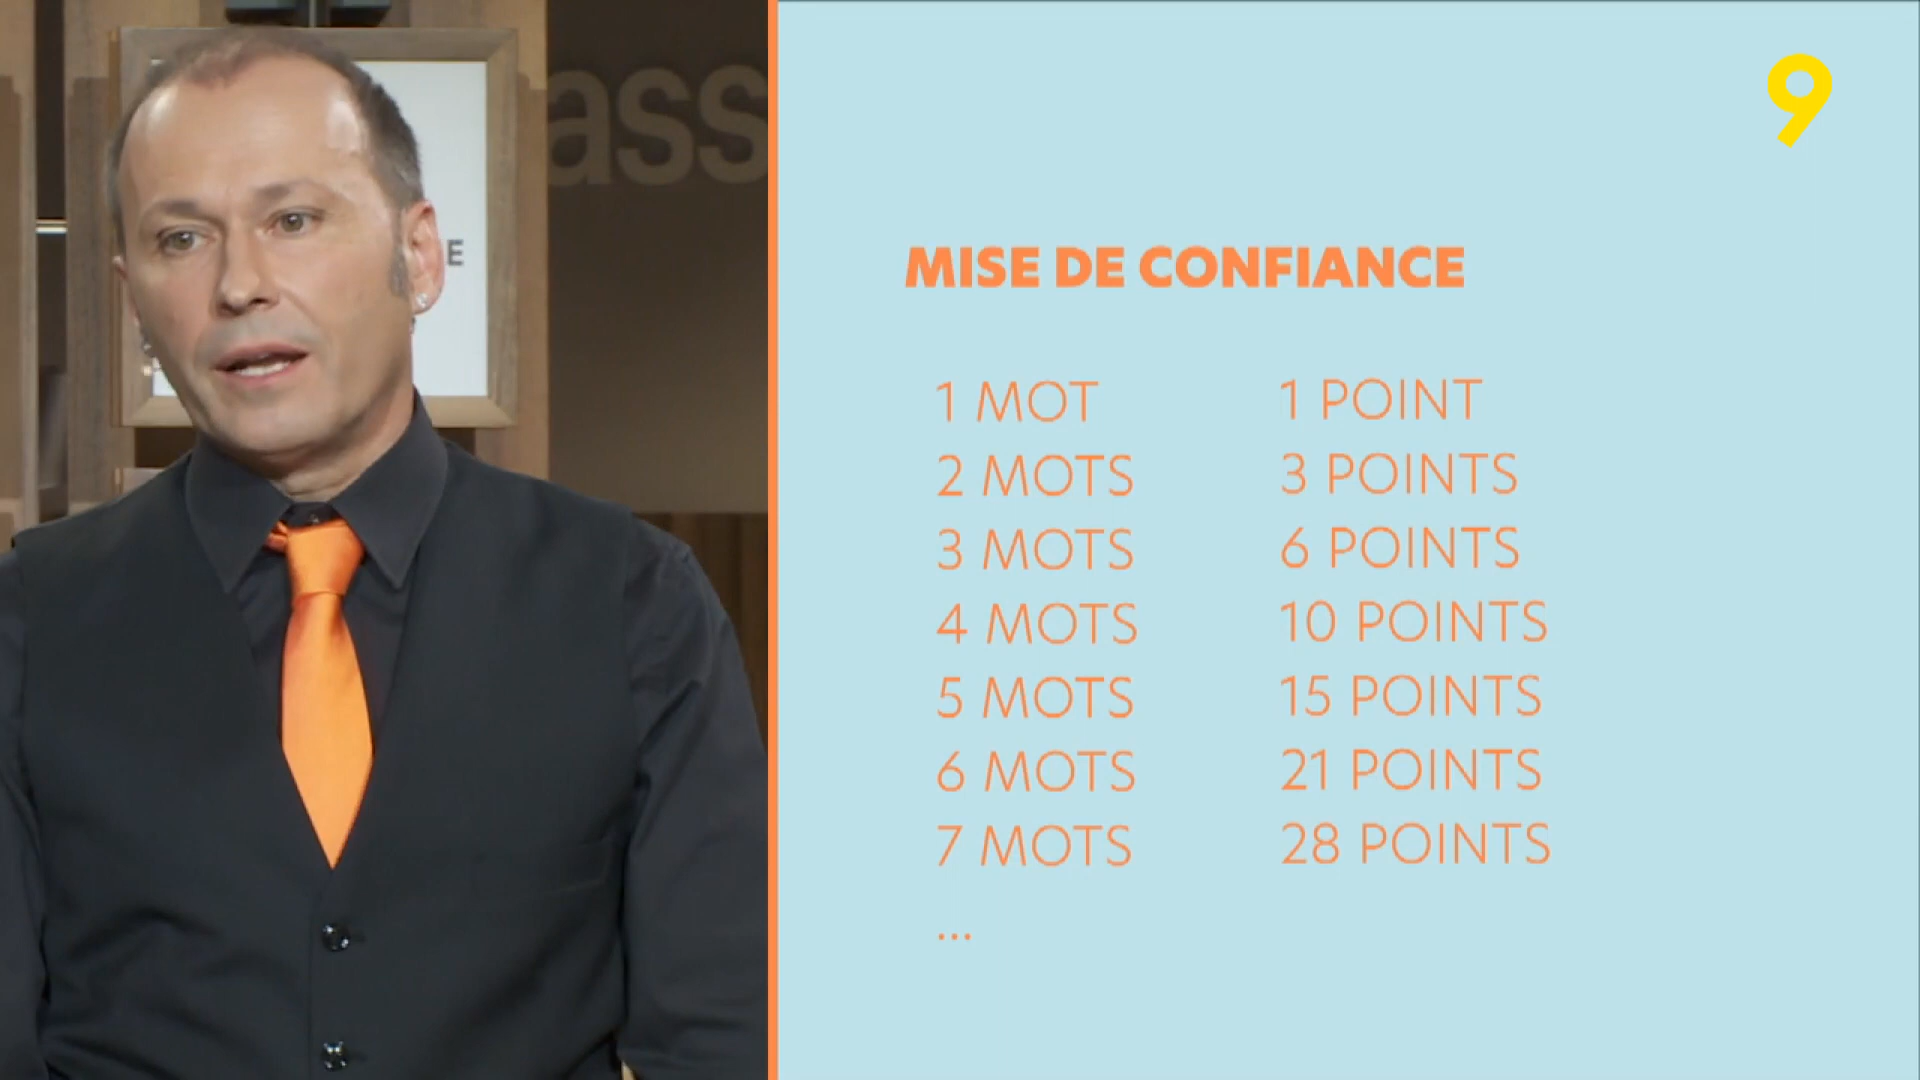 ass
E
9
MISE DE CONFIANCE
1 MOT 1 POINT
2 MOTS 3 POINTS
3 MOTS 6 POINTS
4 MOTS 10 POINTS
5 MOTS 15 POINTS
6 MOTS 21 POINTS
7 MOTS 28 POINTS
...